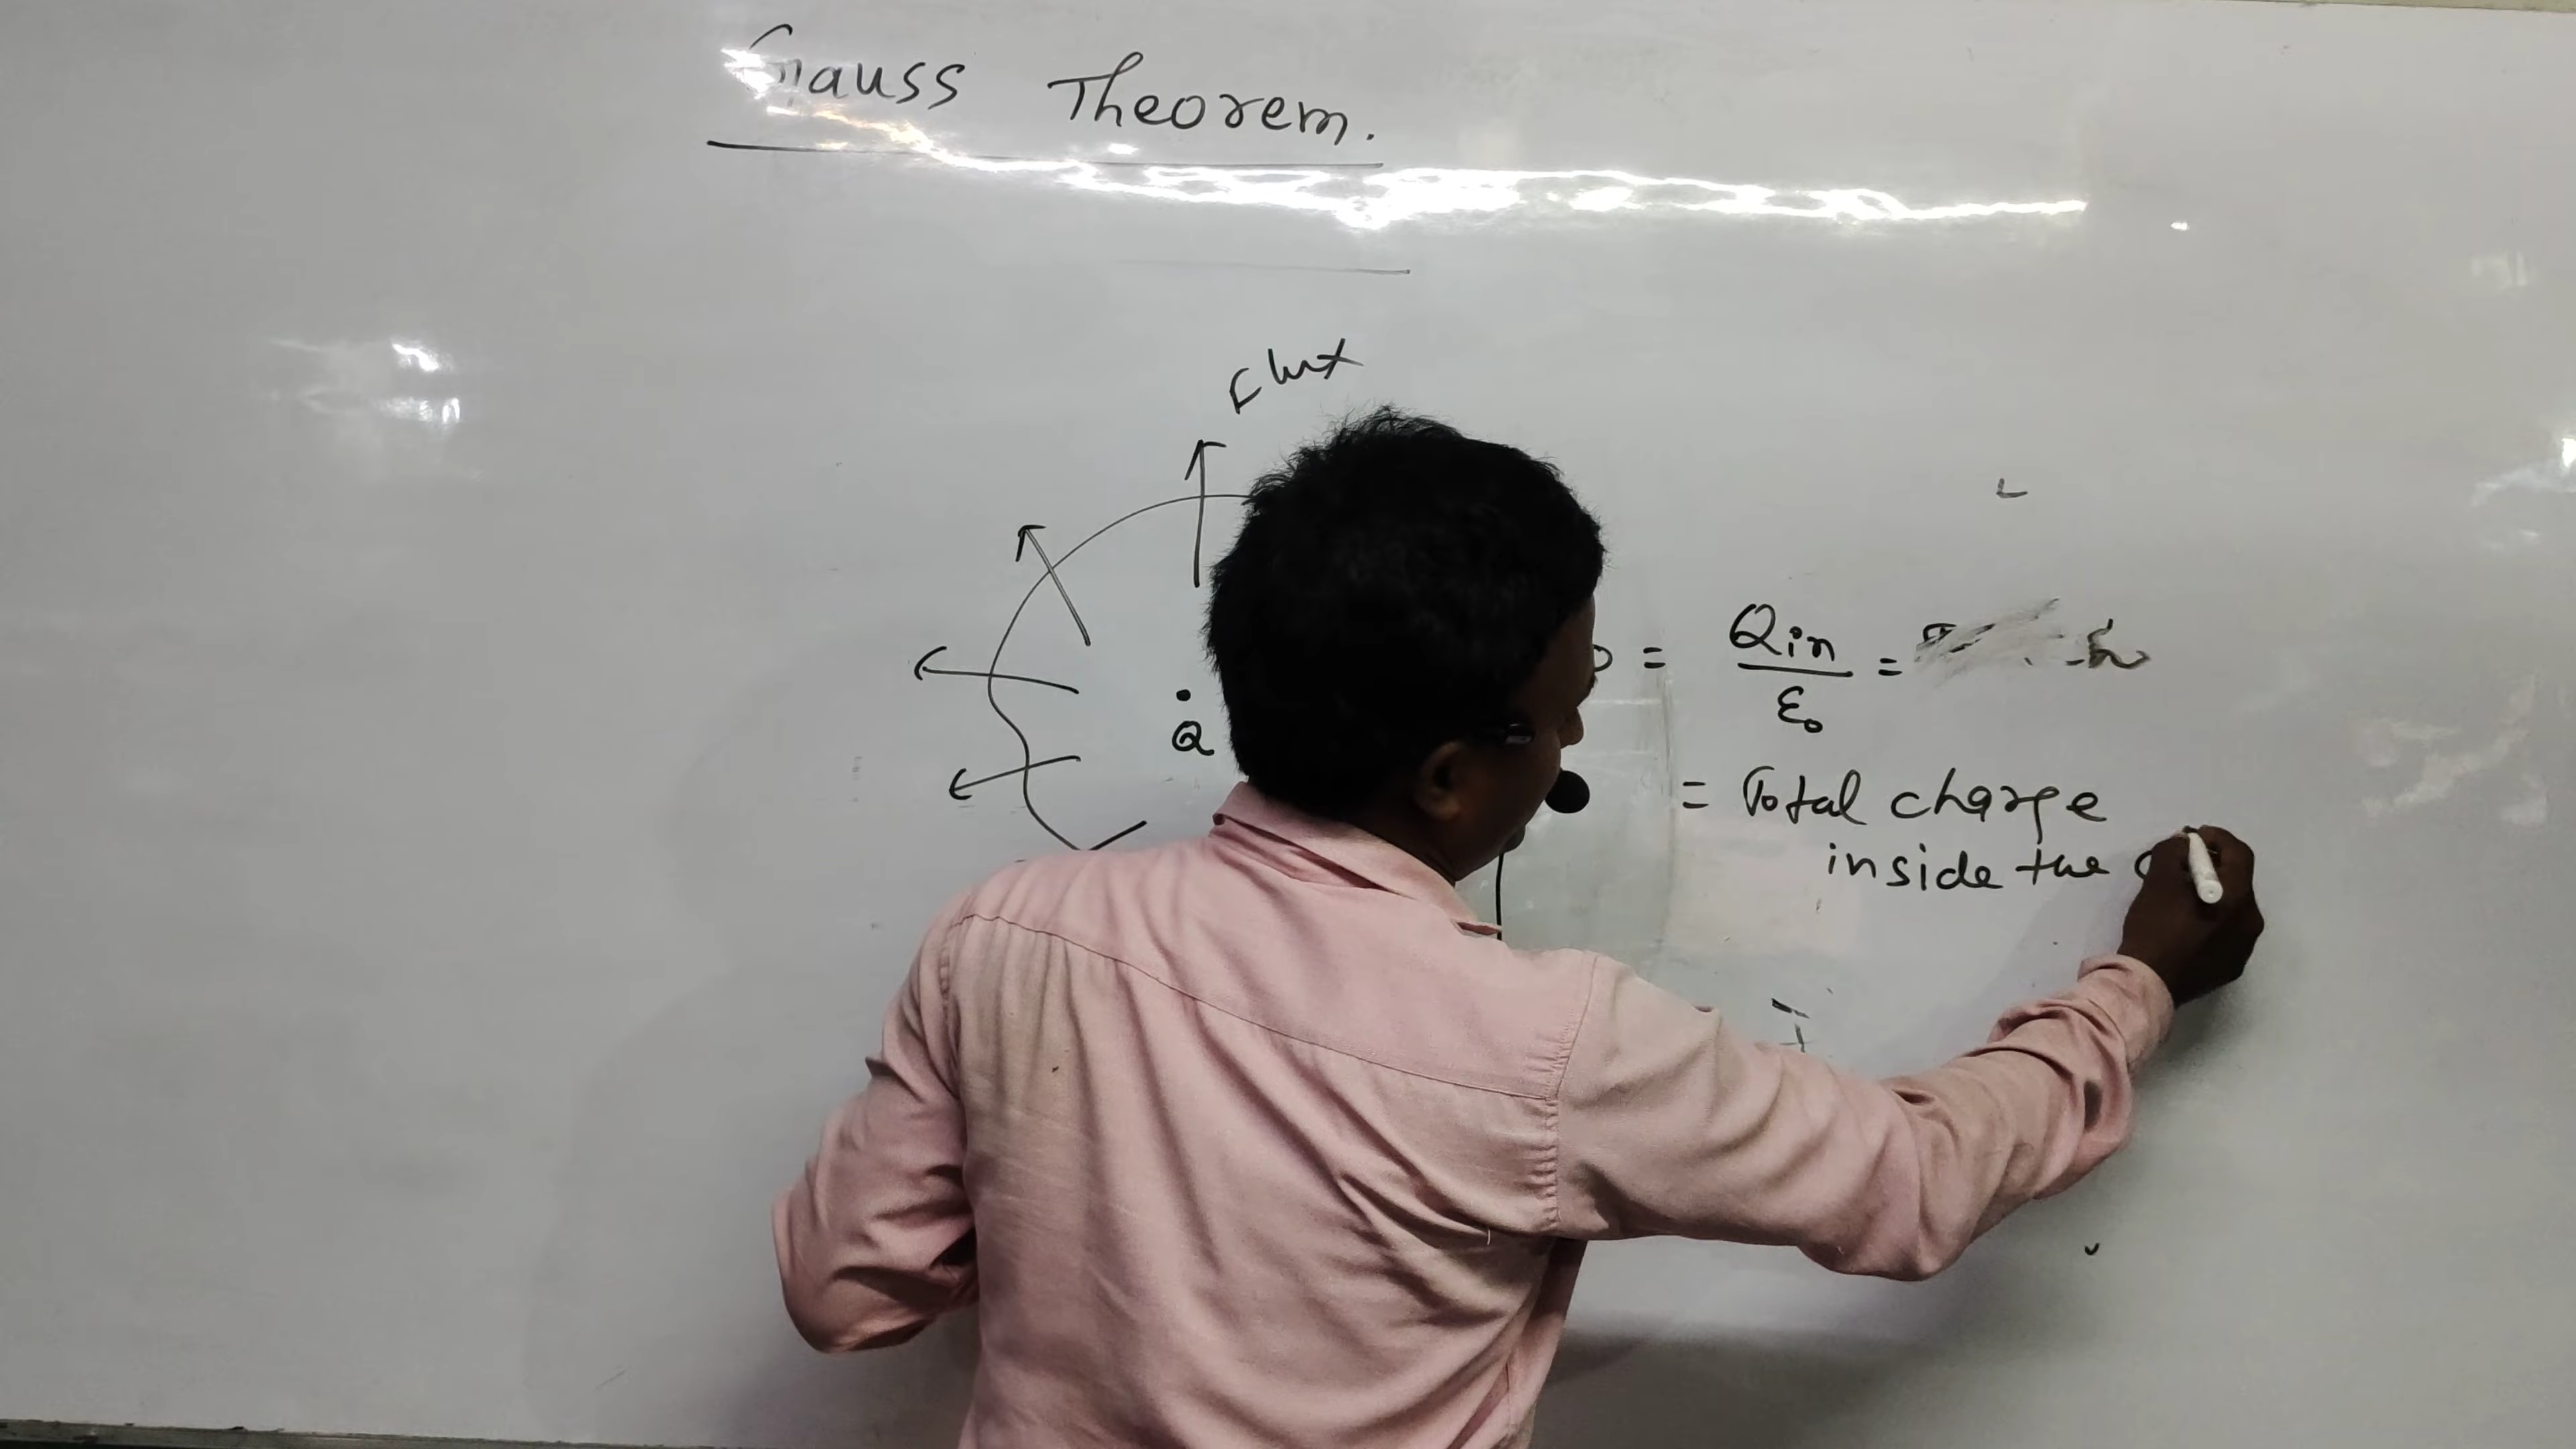 Gauss Theorem.
Flux
Q
= Qin / ε₀ =
= Total charge
inside the